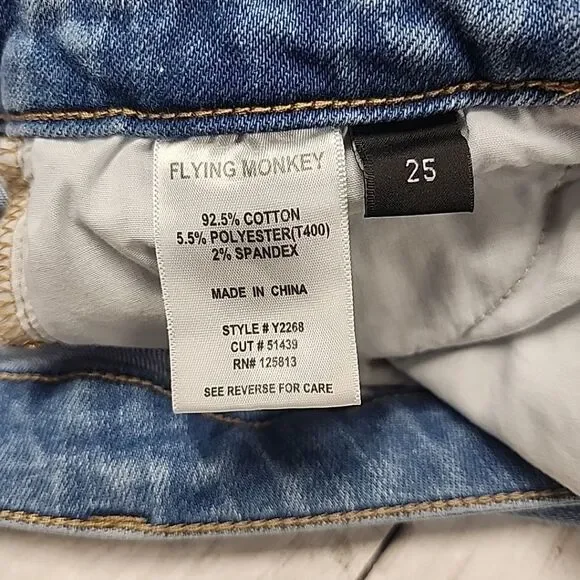 FLYING MONKEY
92.5% COTTON
5.5% POLYESTER(T400)
2% SPANDEX
MADE IN CHINA
STYLE # Y2268
CUT # 51439
RN# 125813
SEE REVERSE FOR CARE
25